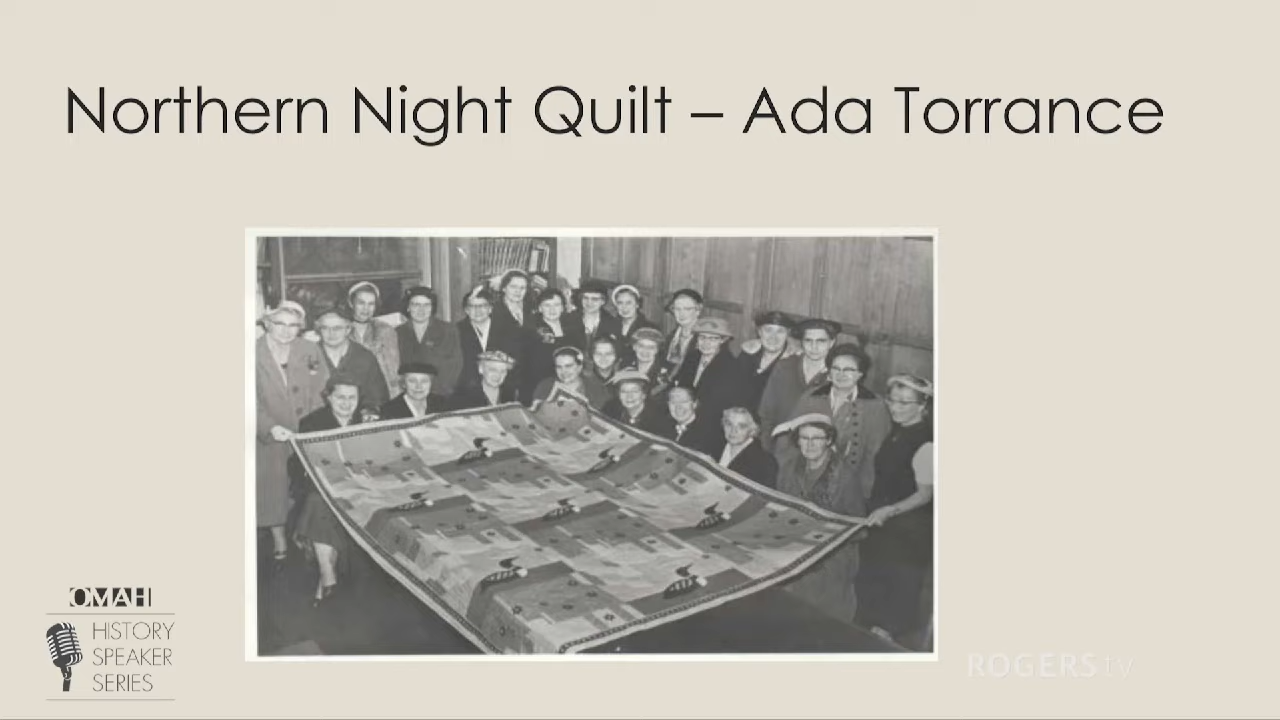 Northern Night Quilt – Ada Torrance
OMAH
HISTORY
SPEAKER
SERIES
ROGERS tv